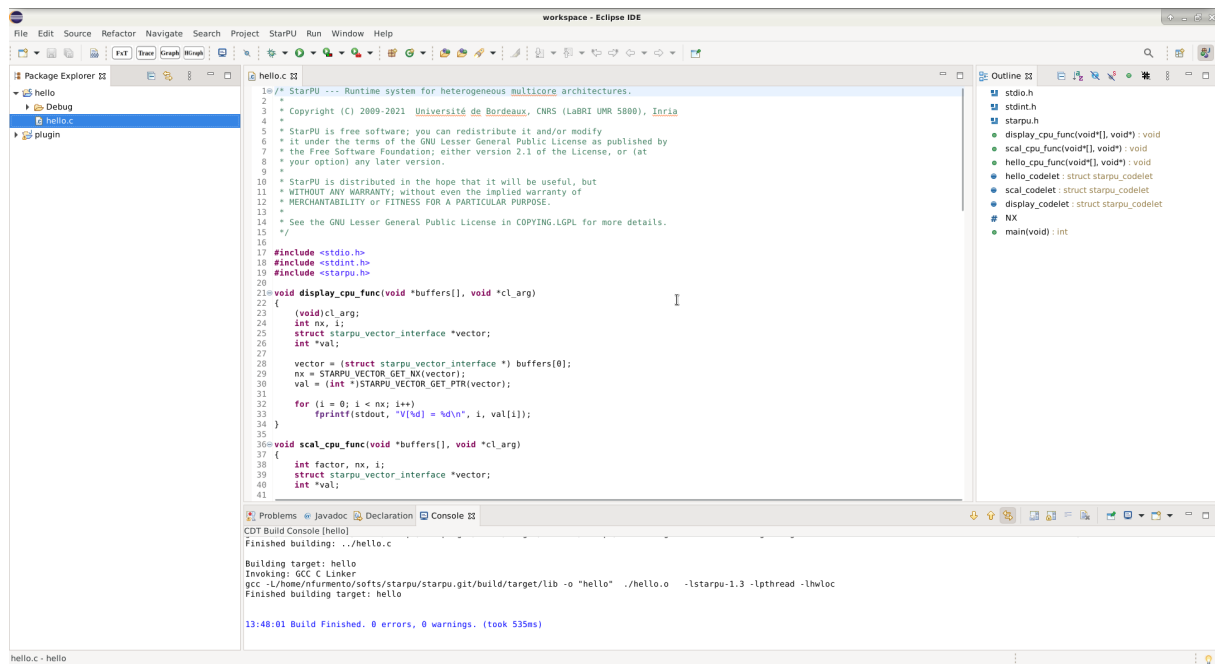 workspace - Eclipse IDE
File Edit Source Refactor Navigate Search Project StarPU Run Window Help
FxT Trace Graph HGraph
Package Explorer
hello
Debug
hello.c
plugin
hello.c
1 /* StarPU --- Runtime system for heterogeneous multicore architectures.
2 *
3 * Copyright (C) 2009-2021 Université de Bordeaux, CNRS (LaBRI UMR 5800), Inria
4 *
5 * StarPU is free software; you can redistribute it and/or modify
6 * it under the terms of the GNU Lesser General Public License as published by
7 * the Free Software Foundation; either version 2.1 of the License, or (at
8 * your option) any later version.
9 *
10 * StarPU is distributed in the hope that it will be useful, but
11 * WITHOUT ANY WARRANTY; without even the implied warranty of
12 * MERCHANTABILITY or FITNESS FOR A PARTICULAR PURPOSE.
13 *
14 * See the GNU Lesser General Public License in COPYING.LGPL for more details.
15 */
16
17 #include <stdio.h>
18 #include <stdint.h>
19 #include <starpu.h>
20
21 void display_cpu_func(void *buffers[], void *cl_arg)
22 {
23 (void)cl_arg;
24 int nx, i;
25 struct starpu_vector_interface *vector;
26 int *val;
27
28 vector = (struct starpu_vector_interface *) buffers[0];
29 nx = STARPU_VECTOR_GET_NX(vector);
30 val = (int *)STARPU_VECTOR_GET_PTR(vector);
31
32 for (i = 0; i < nx; i++)
33 fprintf(stdout, "V[%d] = %d\n", i, val[i]);
34 }
35
36 void scal_cpu_func(void *buffers[], void *cl_arg)
37 {
38 int factor, nx, i;
39 struct starpu_vector_interface *vector;
40 int *val;
41
Outline
stdio.h
stdint.h
starpu.h
display_cpu_func(void*[], void*) : void
scal_cpu_func(void*[], void*) : void
hello_cpu_func(void*[], void*) : void
hello_codelet : struct starpu_codelet
scal_codelet : struct starpu_codelet
display_codelet : struct starpu_codelet
# NX
main(void) : int
Problems Javadoc Declaration Console
CDT Build Console [hello]
Finished building: ../hello.c
Building target: hello
Invoking: GCC C Linker
gcc -L/home/nfurmento/softs/starpu/starpu.git/build/target/lib -o "hello" ./hello.o -lstarpu-1.3 -lpthread -lhwloc
Finished building target: hello
13:48:01 Build Finished. 0 errors, 0 warnings. (took 535ms)
hello.c - hello